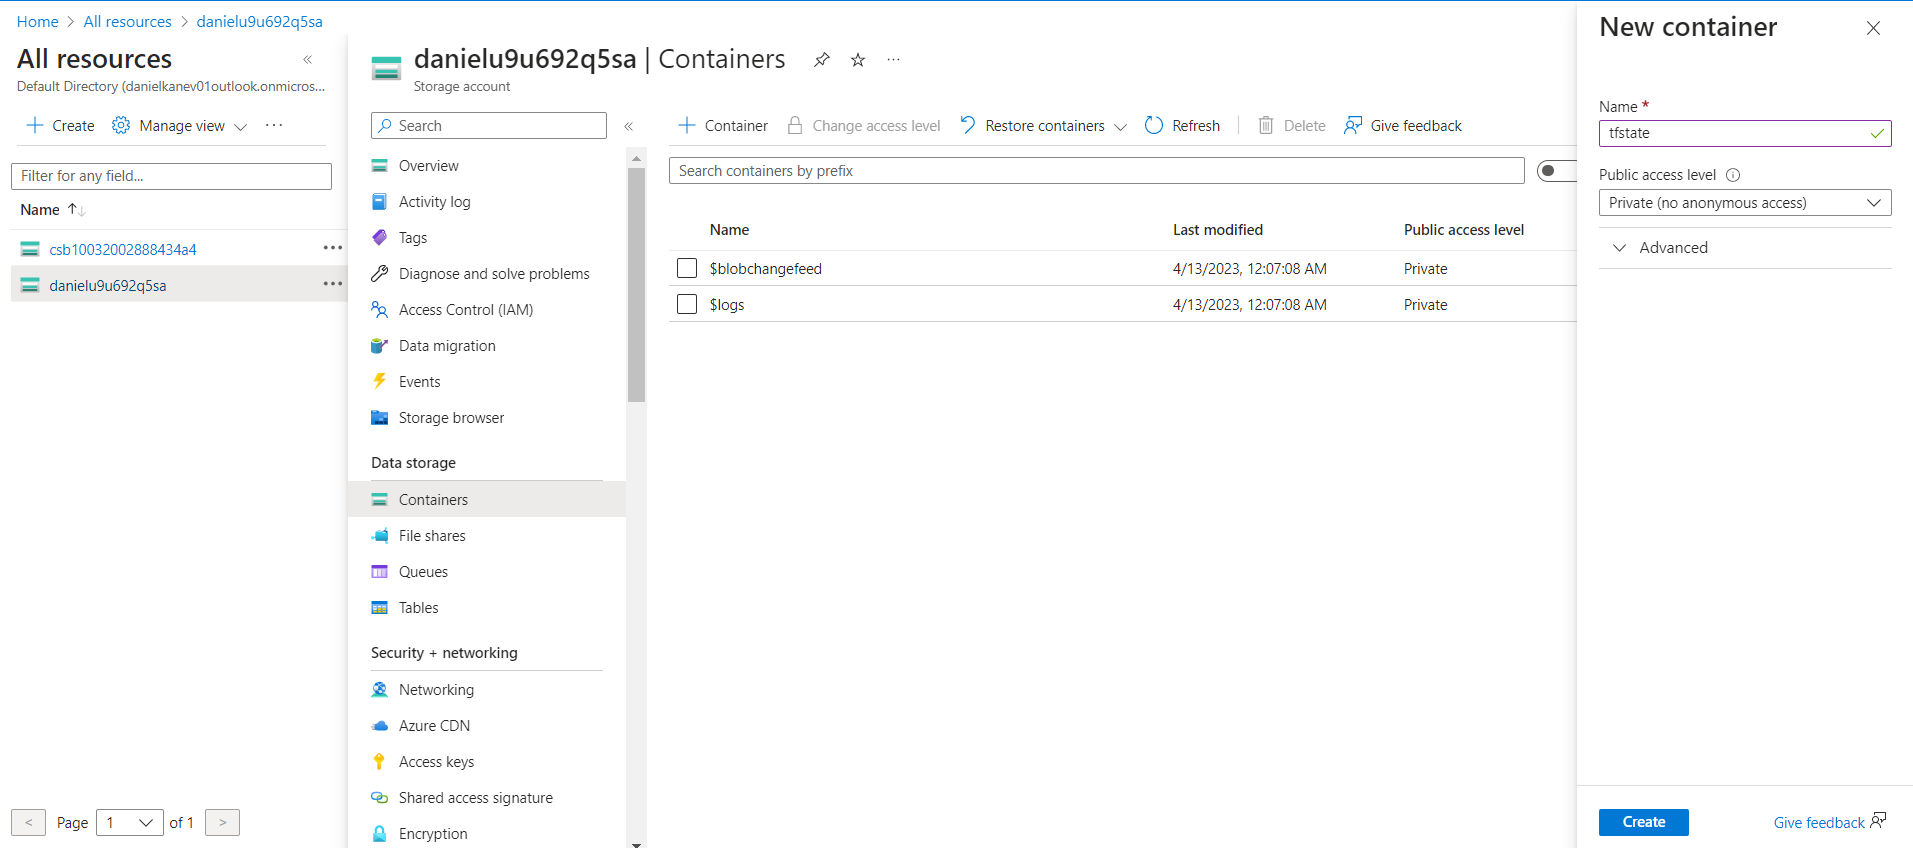 Home > All resources > danielu9u692q5sa
All resources «
Default Directory (danielkanev01outlook.onmicros...
+ Create Manage view ···
Filter for any field...
Name ↑↓
csb10032002888434a4 •••
danielu9u692q5sa •••
< Page 1 of 1 >
danielu9u692q5sa | Containers ···
Storage account
Search «
Overview
Activity log
Tags
Diagnose and solve problems
Access Control (IAM)
Data migration
Events
Storage browser
Data storage
Containers
File shares
Queues
Tables
Security + networking
Networking
Azure CDN
Access keys
Shared access signature
Encryption
+ Container Change access level Restore containers Refresh | Delete Give feedback
Search containers by prefix
Name Last modified Public access level
$blobchangefeed 4/13/2023, 12:07:08 AM Private
$logs 4/13/2023, 12:07:08 AM Private
New container
Name *
tfstate
Public access level
Private (no anonymous access)
Advanced
Create Give feedback